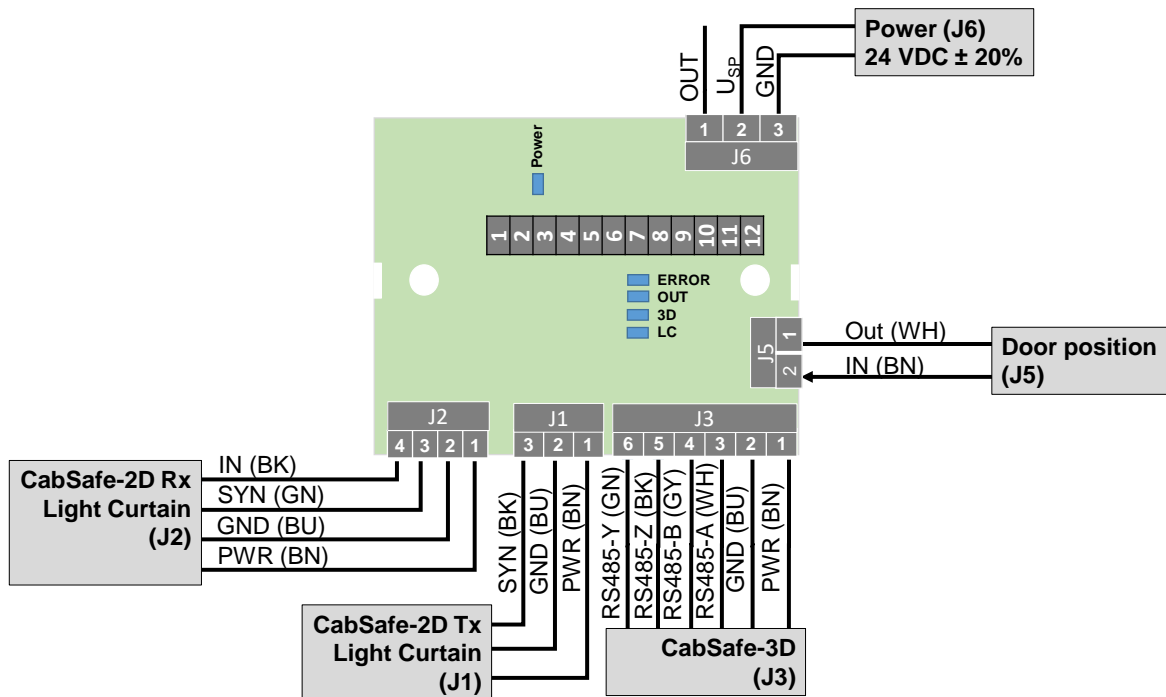 Power (J6)
24 VDC ± 20%
OUT
USP
GND
1 2 3
J6
Power
1 2 3 4 5 6 7 8 9 10 11 12
ERROR
OUT
3D
LC
J5
1
2
Out (WH)
IN (BN)
Door position
(J5)
J2
4 3 2 1
J1
3 2 1
J3
6 5 4 3 2 1
CabSafe-2D Rx
Light Curtain
(J2)
IN (BK)
SYN (GN)
GND (BU)
PWR (BN)
SYN (BK)
GND (BU)
PWR (BN)
RS485-Y (GN)
RS485-Z (BK)
RS485-B (GY)
RS485-A (WH)
GND (BU)
PWR (BN)
CabSafe-2D Tx
Light Curtain
(J1)
CabSafe-3D
(J3)